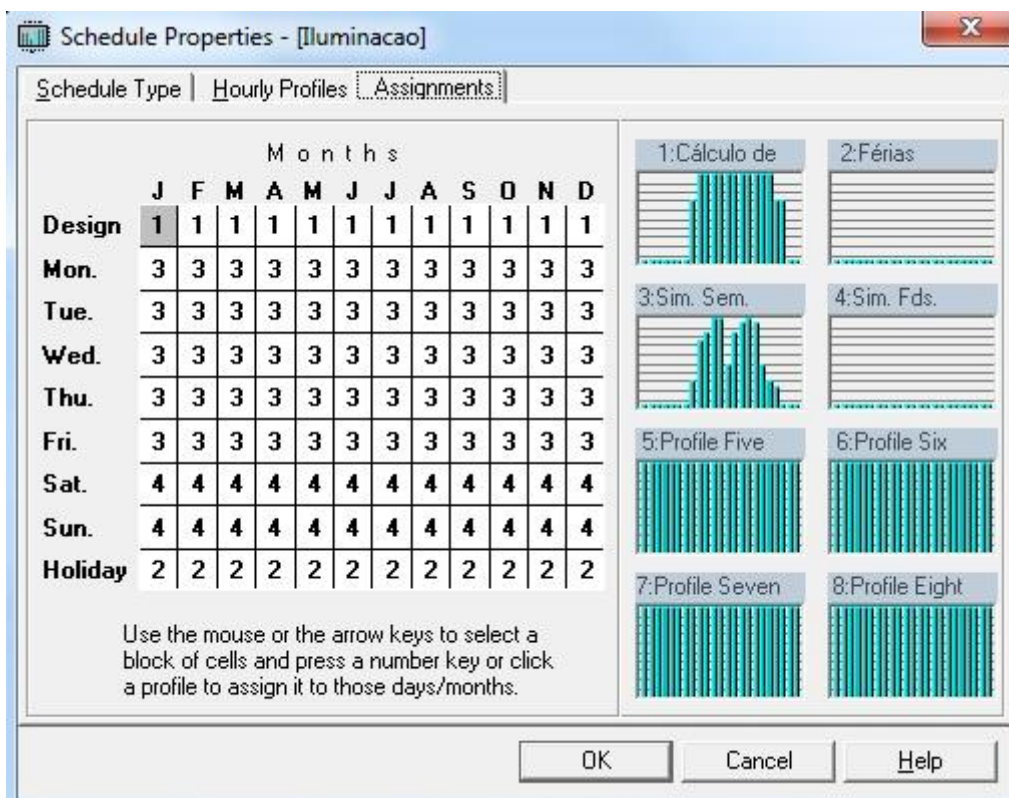 Schedule Properties - [Iluminacao]
Schedule Type Hourly Profiles Assignments
Months
J F M A M J J A S O N D
Design 1 1 1 1 1 1 1 1 1 1 1 1
Mon. 3 3 3 3 3 3 3 3 3 3 3 3
Tue. 3 3 3 3 3 3 3 3 3 3 3 3
Wed. 3 3 3 3 3 3 3 3 3 3 3 3
Thu. 3 3 3 3 3 3 3 3 3 3 3 3
Fri. 3 3 3 3 3 3 3 3 3 3 3 3
Sat. 4 4 4 4 4 4 4 4 4 4 4 4
Sun. 4 4 4 4 4 4 4 4 4 4 4 4
Holiday 2 2 2 2 2 2 2 2 2 2 2 2
Use the mouse or the arrow keys to select a
block of cells and press a number key or click
a profile to assign it to those days/months.
1:Cálculo de 2:Férias
3:Sim. Sem. 4:Sim. Fds.
5:Profile Five 6:Profile Six
7:Profile Seven 8:Profile Eight
OK Cancel Help